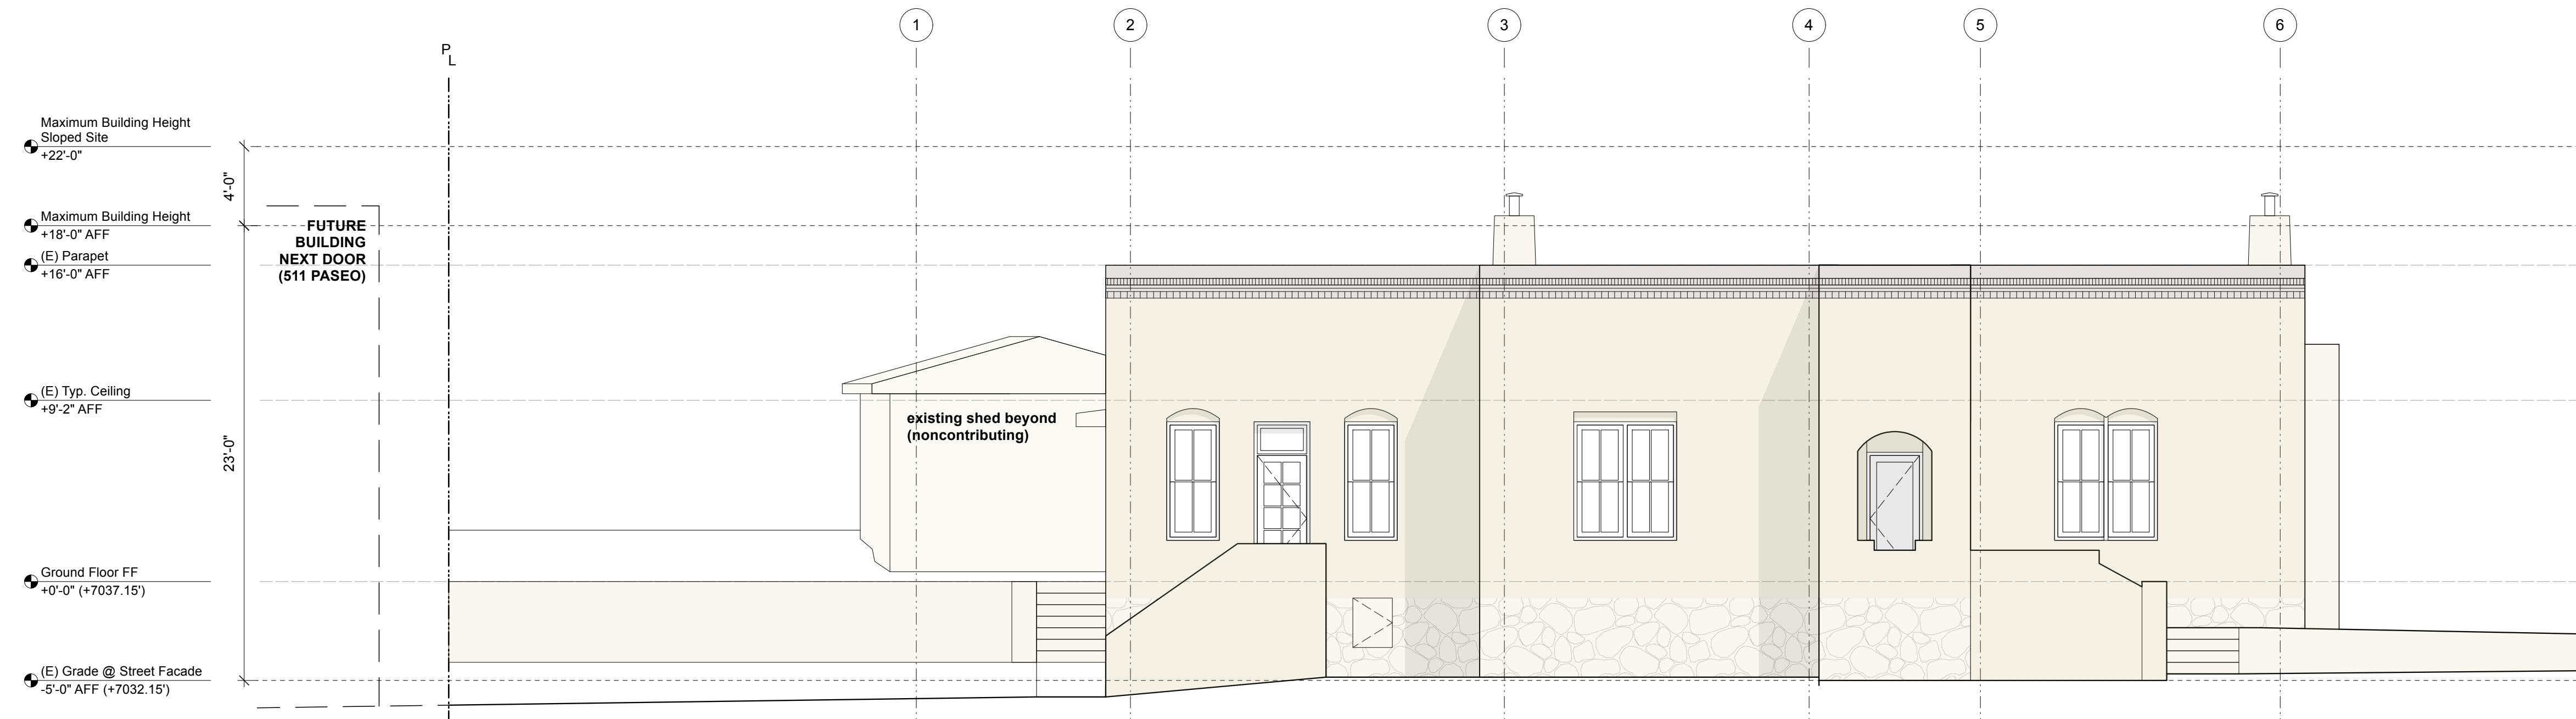 1
2
3
4
5
6
P
L
Maximum Building Height
Sloped Site
+22'-0"
4'-0"
Maximum Building Height
+18'-0" AFF
FUTURE
BUILDING
NEXT DOOR
(511 PASEO)
(E) Parapet
+16'-0" AFF
(E) Typ. Ceiling
+9'-2" AFF
existing shed beyond
(noncontributing)
23'-0"
Ground Floor FF
+0'-0" (+7037.15')
(E) Grade @ Street Facade
-5'-0" AFF (+7032.15')